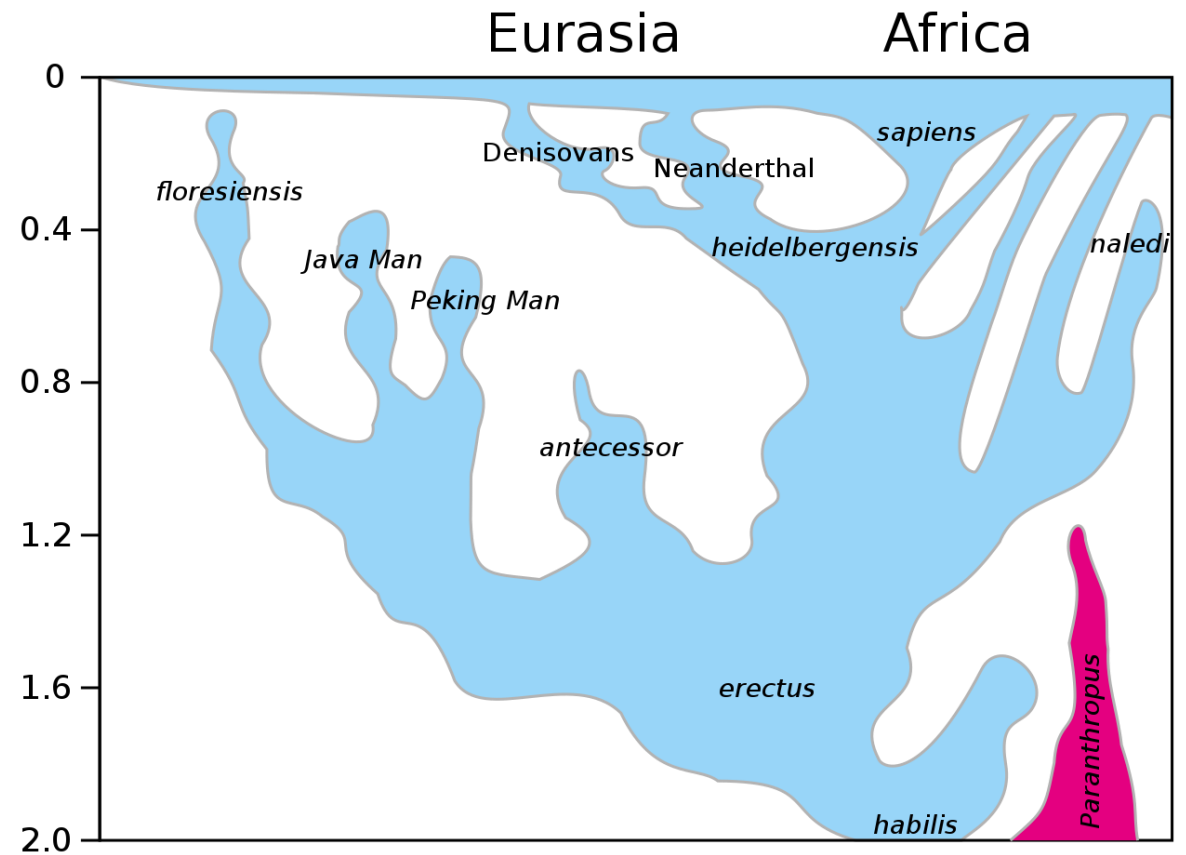 Eurasia Africa
0
sapiens
Denisovans
Neanderthal
floresiensis
0.4
naledi
heidelbergensis
Java Man
Peking Man
0.8
antecessor
1.2
1.6
erectus
Paranthropus
habilis
2.0